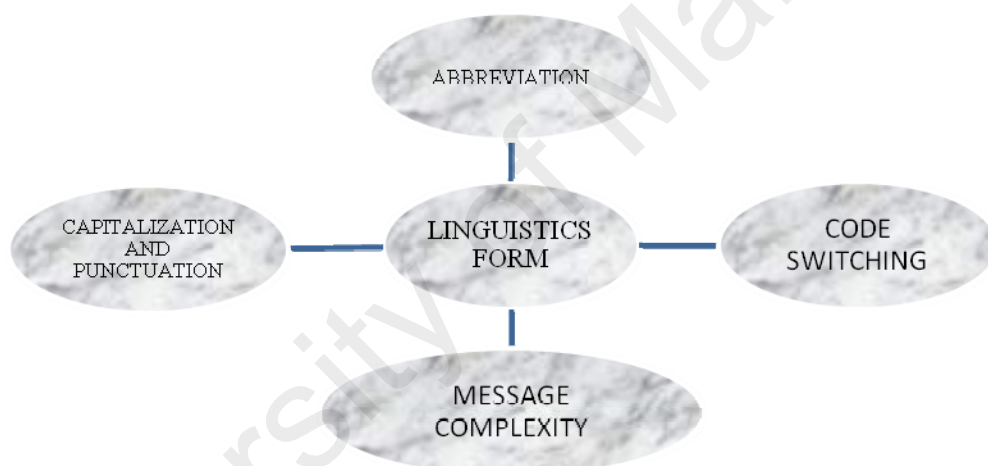 ABBREVIATION
CAPITALIZATION
AND
PUNCTUATION
LINGUISTICS
FORM
CODE
SWITCHING
MESSAGE
COMPLEXITY